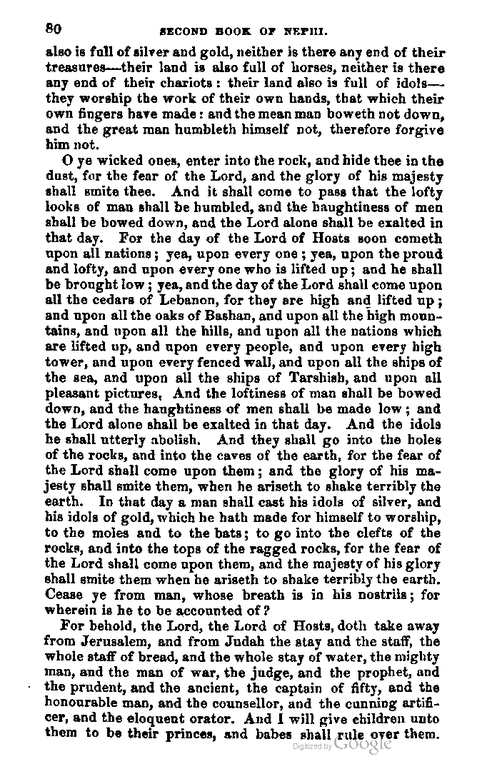 80 SECOND BOOK OF NEPHI.
also is full of silver and gold, neither is there any end of their
treasures—their land is also full of horses, neither is there
any end of their chariots: their land also is full of idols—
they worship the work of their own hands, that which their
own fingers have made: and the mean man boweth not down,
and the great man humbleth himself not, therefore forgive
him not.
O ye wicked ones, enter into the rock, and hide thee in the
dust, for the fear of the Lord, and the glory of his majesty
shall smite thee. And it shall come to pass that the lofty
looks of man shall be humbled, and the haughtiness of men
shall be bowed down, and the Lord alone shall be exalted in
that day. For the day of the Lord of Hosts soon cometh
upon all nations; yea, upon every one; yea, upon the proud
and lofty, and upon every one who is lifted up; and he shall
be brought low; yea, and the day of the Lord shall come upon
all the cedars of Lebanon, for they are high and lifted up;
and upon all the oaks of Bashan, and upon all the high moun-
tains, and upon all the hills, and upon all the nations which
are lifted up, and upon every people, and upon every high
tower, and upon every fenced wall, and upon all the ships of
the sea, and upon all the ships of Tarshish, and upon all
pleasant pictures, And the loftiness of man shall be bowed
down, and the haughtiness of men shall be made low; and
the Lord alone shall be exalted in that day. And the idols
he shall utterly abolish. And they shall go into the holes
of the rocks, and into the caves of the earth, for the fear of
the Lord shall come upon them; and the glory of his ma-
jesty shall smite them, when he ariseth to shake terribly the
earth. In that day a man shall cast his idols of silver, and
his idols of gold, which he hath made for himself to worship,
to the moles and to the bats; to go into the clefts of the
rocks, and into the tops of the ragged rocks, for the fear of
the Lord shall come upon them, and the majesty of his glory
shall smite them when he ariseth to shake terribly the earth.
Cease ye from man, whose breath is in his nostrils; for
wherein is he to be accounted of?
For behold, the Lord, the Lord of Hosts, doth take away
from Jerusalem, and from Judah the stay and the staff, the
whole staff of bread, and the whole stay of water, the mighty
man, and the man of war, the judge, and the prophet, and
the prudent, and the ancient, the captain of fifty, and the
honourable man, and the counsellor, and the cunning artifi-
cer, and the eloquent orator. And I will give children unto
them to be their princes, and babes shall rule over them.
Digitized by Google